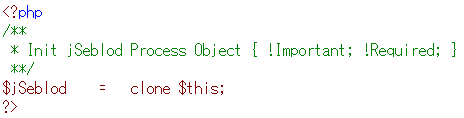 <?php
/**
 * Init jSeblod Process Object { !Important; !Required; }
 **/
$jSeblod	=	clone $this;
?>